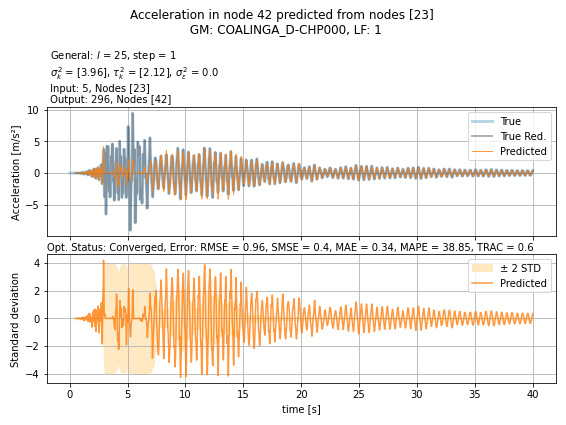 Acceleration in node 42 predicted from nodes [23]
GM: COALINGA_D-CHP000, LF: 1
General: l = 25, step = 1
σ²ₖ = [3.96], τ²ₖ = [2.12], σ²ε = 0.0
Input: 5, Nodes [23]
Output: 296, Nodes [42]
10
5
0
−5
Acceleration [m/s²]
True
True Red.
Predicted
Opt. Status: Converged, Error: RMSE = 0.96, SMSE = 0.4, MAE = 0.34, MAPE = 38.85, TRAC = 0.6
4
2
0
−2
−4
Standard deviation
± 2 STD
Predicted
0 5 10 15 20 25 30 35 40
time [s]